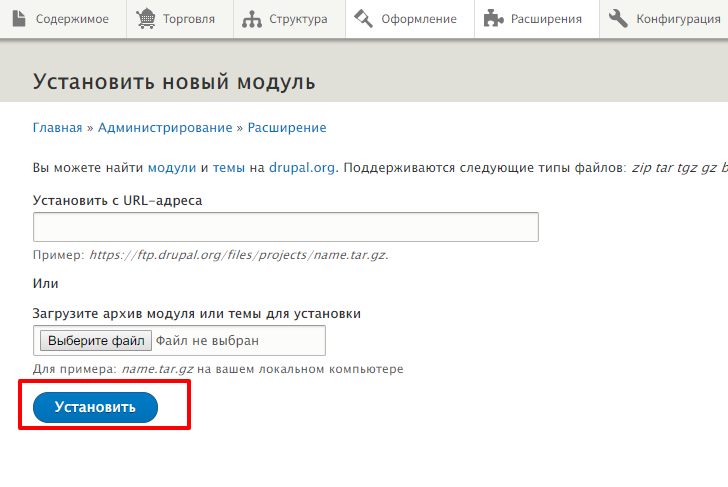 Содержимое Торговля Структура Оформление Расширения Конфигурация
Установить новый модуль
Главная » Администрирование » Расширение
Вы можете найти модули и темы на drupal.org. Поддерживаются следующие типы файлов: zip tar tgz gz b
Установить с URL-адреса
Пример: https://ftp.drupal.org/files/projects/name.tar.gz.
Или
Загрузите архив модуля или темы для установки
Выберите файл Файл не выбран
Для примера: name.tar.gz на вашем локальном компьютере
Установить